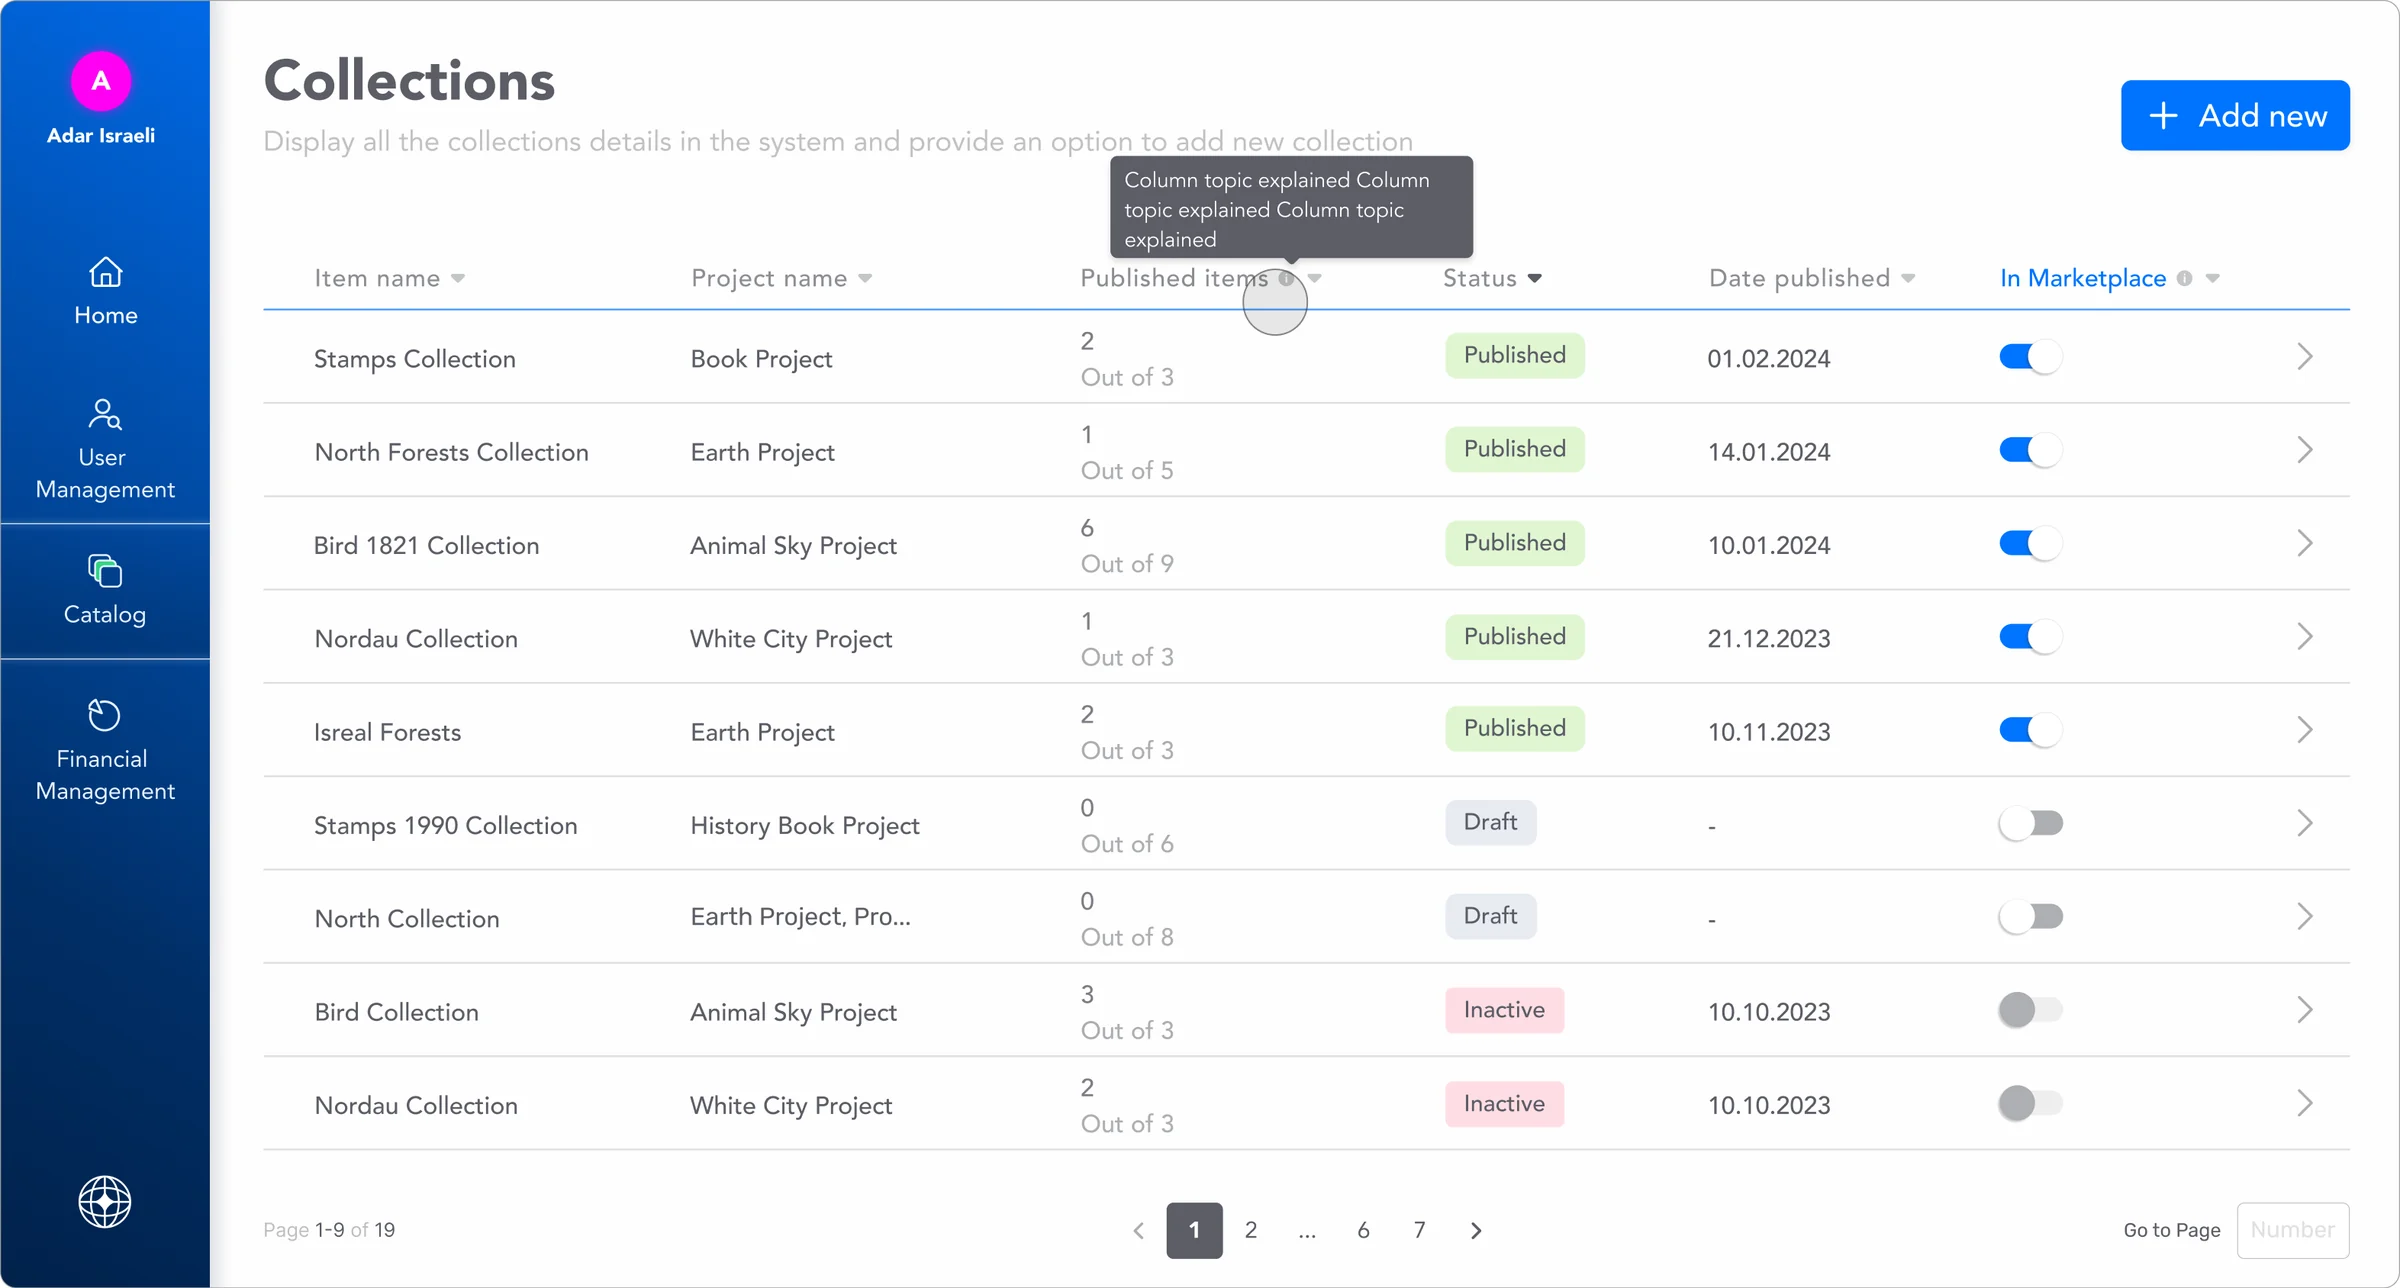 A
Adar Israeli
Home
User
Management
Catalog
Financial
Management
Collections
Display all the collections details in the system and provide an option to add new collection
+ Add new
Column topic explained Column
topic explained Column topic
explained
Item name
Project name
Published items
Status
Date published
In Marketplace
Stamps Collection
Book Project
2
Out of 3
Published
01.02.2024
North Forests Collection
Earth Project
1
Out of 5
Published
14.01.2024
Bird 1821 Collection
Animal Sky Project
6
Out of 9
Published
10.01.2024
Nordau Collection
White City Project
1
Out of 3
Published
21.12.2023
Isreal Forests
Earth Project
2
Out of 3
Published
10.11.2023
Stamps 1990 Collection
History Book Project
0
Out of 6
Draft
-
North Collection
Earth Project, Pro...
0
Out of 8
Draft
-
Bird Collection
Animal Sky Project
3
Out of 3
Inactive
10.10.2023
Nordau Collection
White City Project
2
Out of 3
Inactive
10.10.2023
Page 1-9 of 19
1 2 ... 6 7
Go to Page
Number